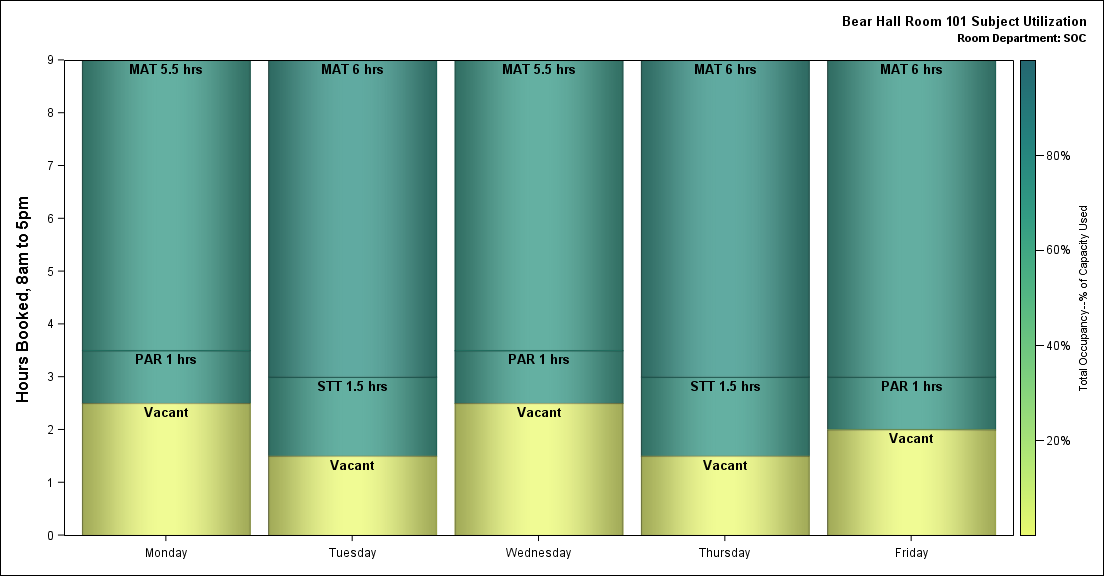 Bear Hall Room 101 Subject Utilization
Room Department: SOC
Hours Booked, 8am to 5pm
9
8
7
6
5
4
3
2
1
0
MAT 5.5 hrs
PAR 1 hrs
Vacant
MAT 6 hrs
STT 1.5 hrs
Vacant
MAT 5.5 hrs
PAR 1 hrs
Vacant
MAT 6 hrs
STT 1.5 hrs
Vacant
MAT 6 hrs
PAR 1 hrs
Vacant
Monday
Tuesday
Wednesday
Thursday
Friday
80%
60%
40%
20%
Total Occupancy--% of Capacity Used